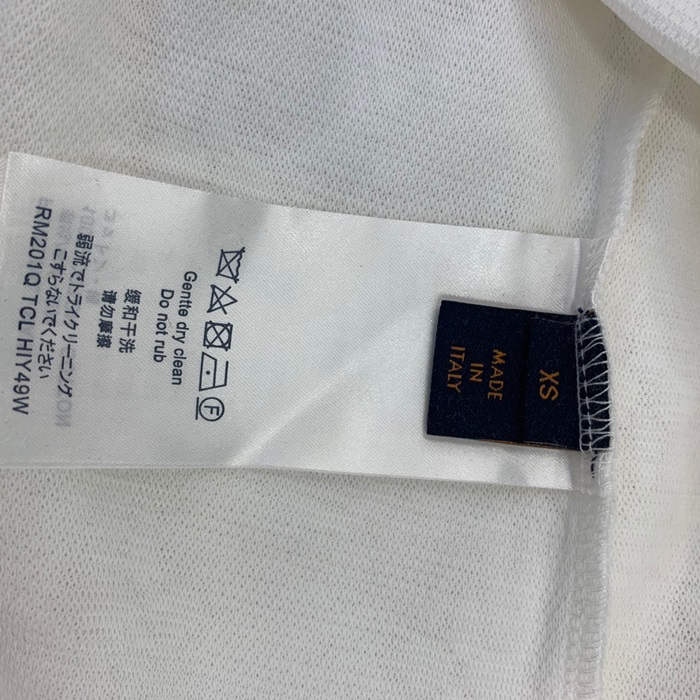 XS
MADE
IN
ITALY
Gentle dry clean
Do not rub
缓和干洗
请勿摩擦
弱流でドライクリーニング
こすらないでください
RM201Q TCL HIY49W